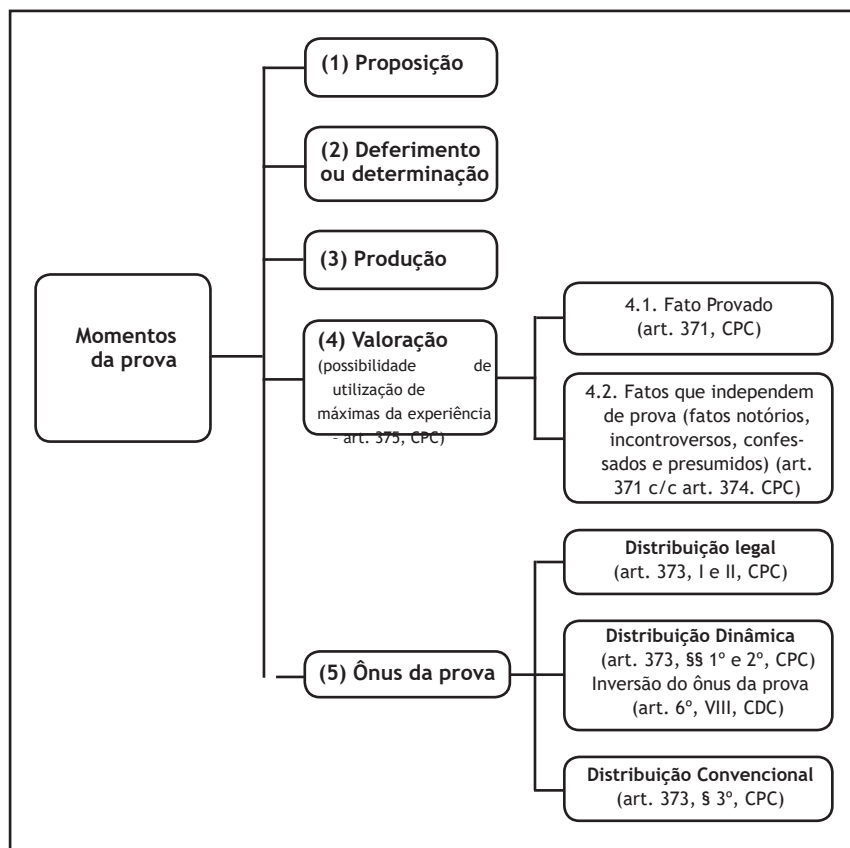 (1) Proposição
(2) Deferimento
ou determinação
(3) Produção
Momentos
da prova
(4) Valoração
(possibilidade de
utilização de
máximas da experiência
- art. 375, CPC)
4.1. Fato Provado
(art. 371, CPC)
4.2. Fatos que independem
de prova (fatos notórios,
incontroversos, confes-
sados e presumidos) (art.
371 c/c art. 374. CPC)
(5) Ônus da prova
Distribuição legal
(art. 373, I e II, CPC)
Distribuição Dinâmica
(art. 373, §§ 1º e 2º, CPC)
Inversão do ônus da prova
(art. 6º, VIII, CDC)
Distribuição Convencional
(art. 373, § 3º, CPC)